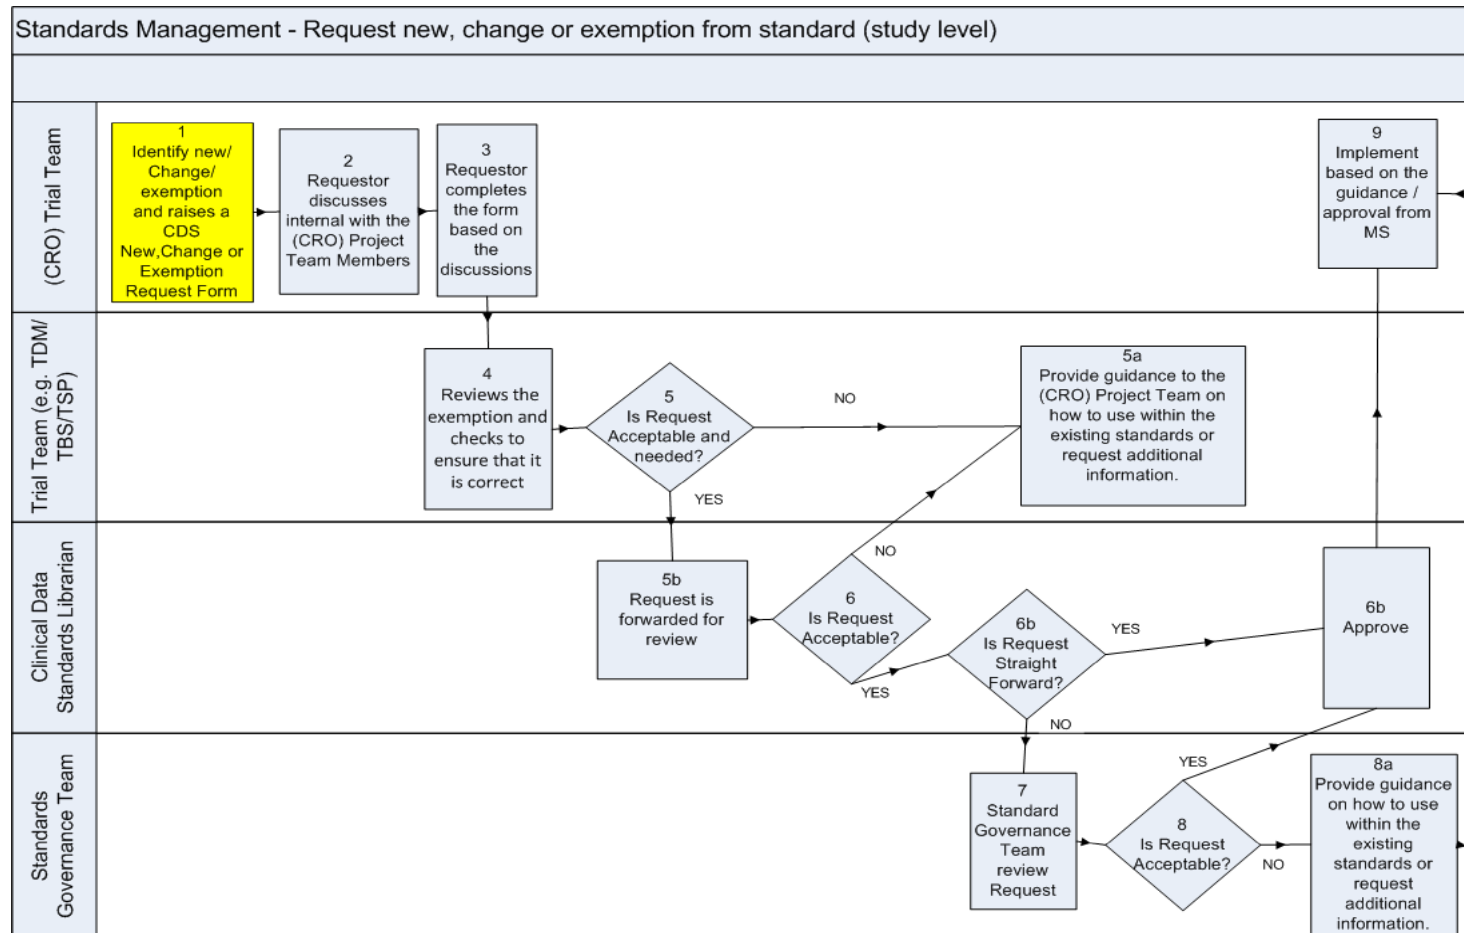 Standards Management - Request new, change or exemption from standard (study level)
(CRO) Trial Team
1
Identify new/
Change/
exemption
and raises a
CDS
New,Change or
Exemption
Request Form
2
Requestor
discusses
internal with the
(CRO) Project
Team Members
3
Requestor
completes
the form
based on
the
discussions
9
Implement
based on the
guidance /
approval from
MS
Trial Team (e.g. TDM/
TBS/TSP)
4
Reviews the
exemption and
checks to
ensure that it
is correct
5
Is Request
Acceptable and
needed?
NO
YES
5a
Provide guidance to the
(CRO) Project Team on
how to use within the
existing standards or
request additional
information.
Clinical Data
Standards Librarian
5b
Request is
forwarded for
review
6
Is Request
Acceptable?
NO
YES
6b
Is Request
Straight
Forward?
YES
NO
6b
Approve
Standards
Governance Team
7
Standard
Governance
Team
review
Request
8
Is Request
Acceptable?
YES
NO
8a
Provide guidance
on how to use
within the
existing
standards or
request
additional
information.